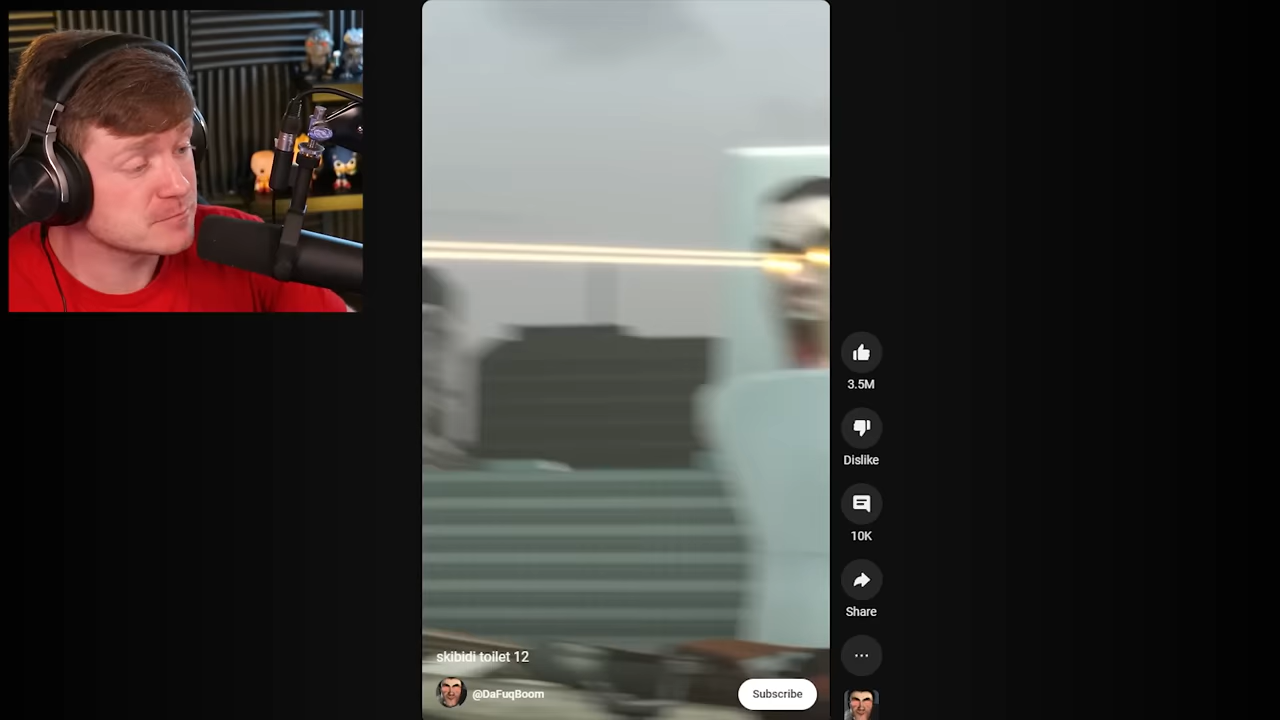 3.5M
Dislike
10K
Share
skibidi toilet 12
@DaFuqBoom
Subscribe